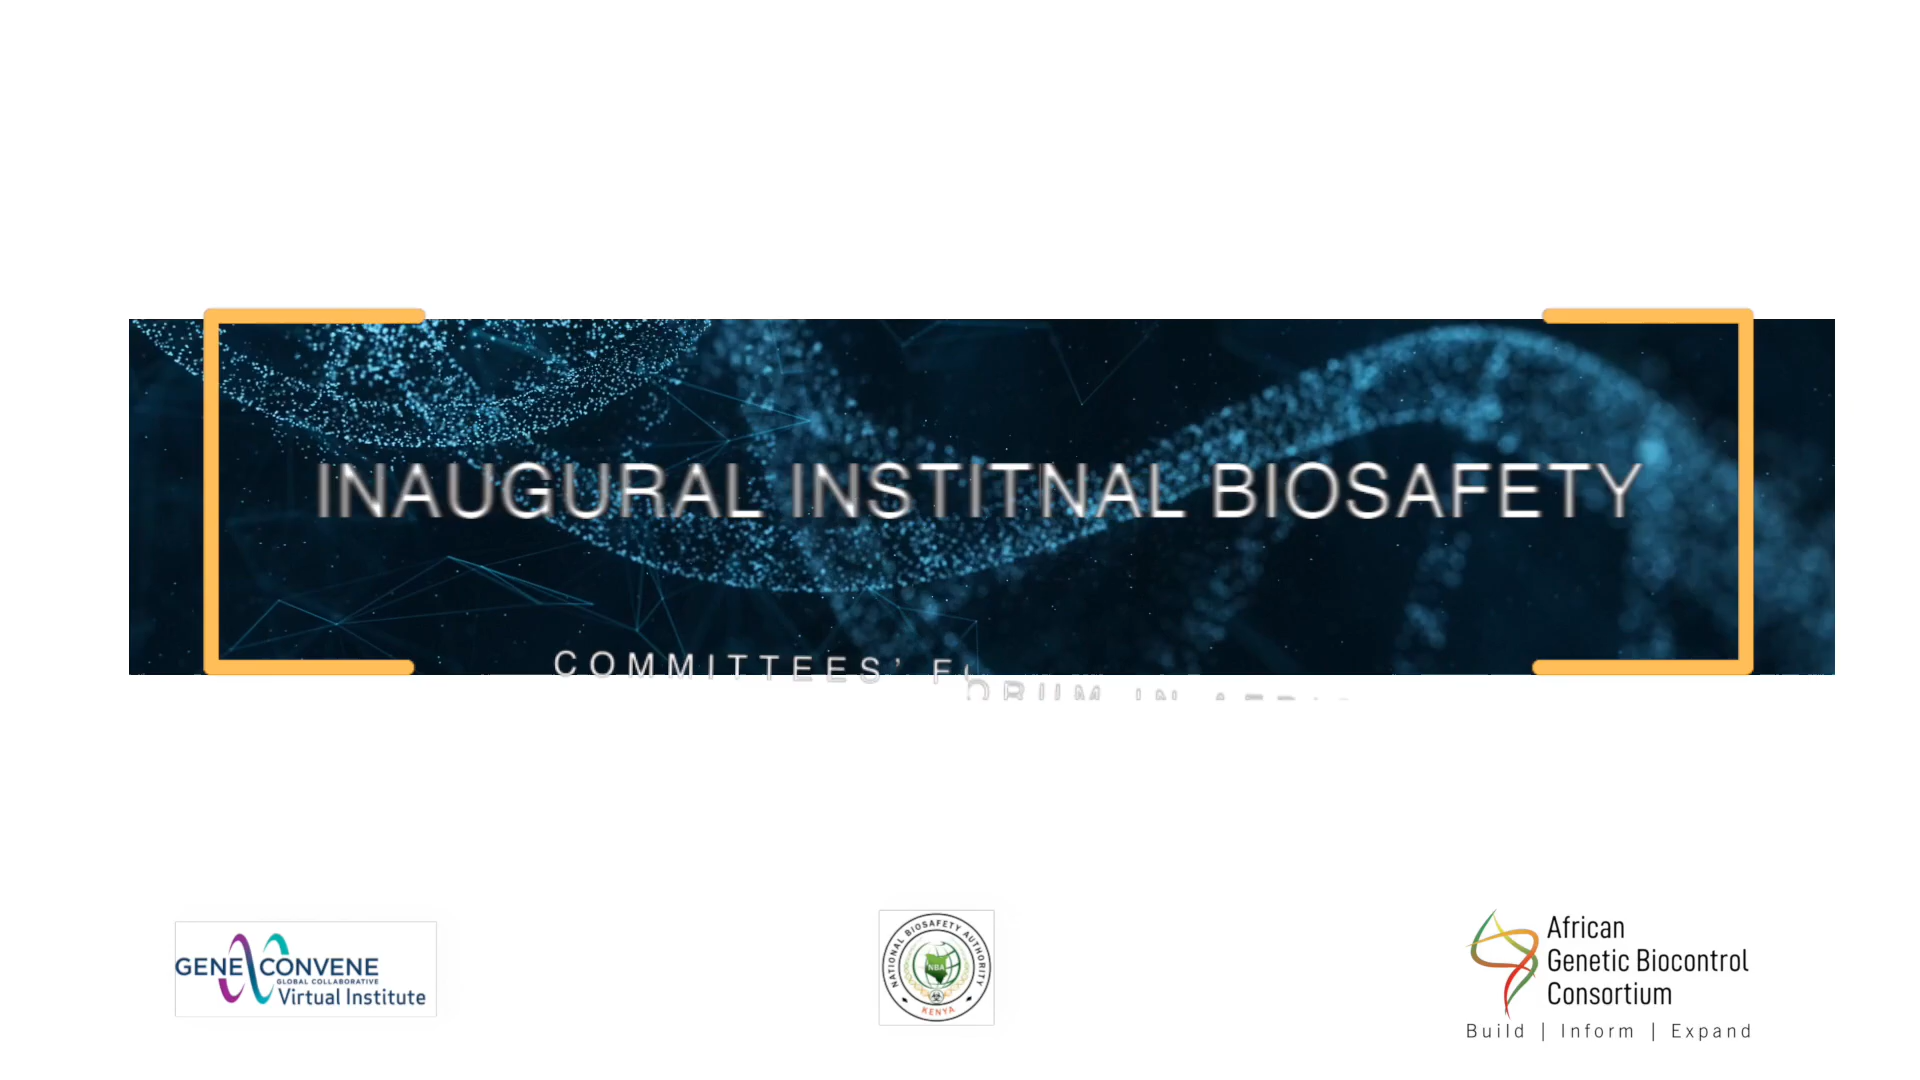 INAUGURAL INSTITNAL BIOSAFETY
COMMITTEES’
GENE CONVENE
GLOBAL COLLABORATIVE
Virtual Institute
NATIONAL BIOSAFETY AUTHORITY
NBA
KENYA
African
Genetic Biocontrol
Consortium
Build | Inform | Expand